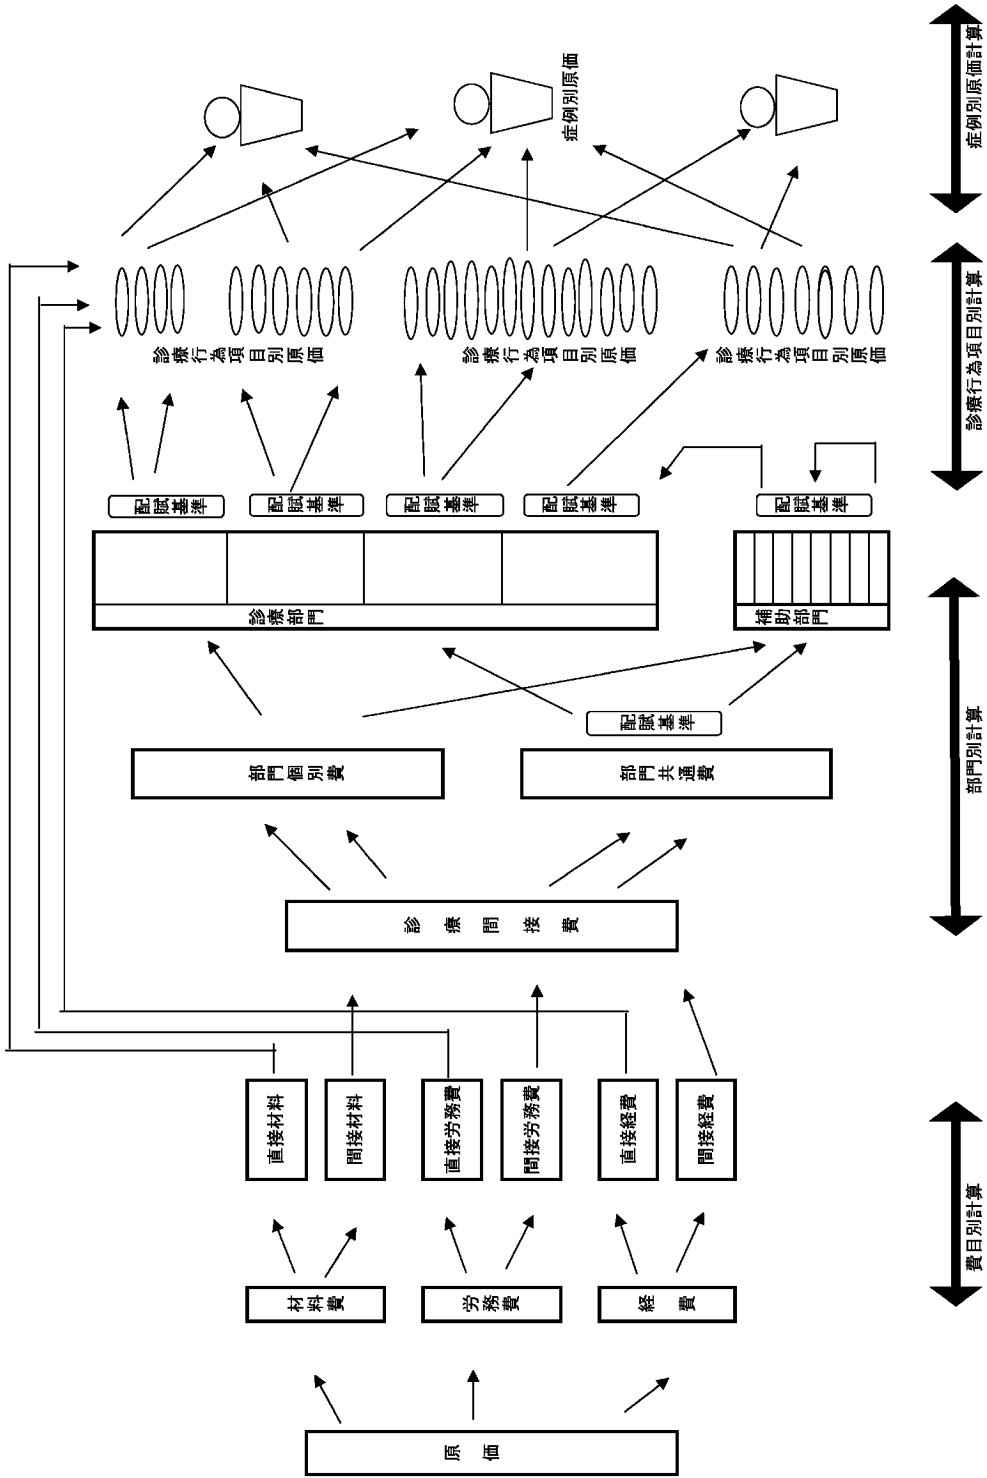 原価
材料費
労務費
経費
直接材料
間接材料
直接労務費
間接労務費
直接経費
間接経費
診療間接費
部門個別費
部門共通費
配賦基準
診療部門
補助部門
配賦基準
配賦基準
配賦基準
配賦基準
配賦基準
診療行為項目別原価
診療行為項目別原価
診療行為項目別原価
症例別原価
費目別計算
部門別計算
診療行為項目別計算
症例別原価計算